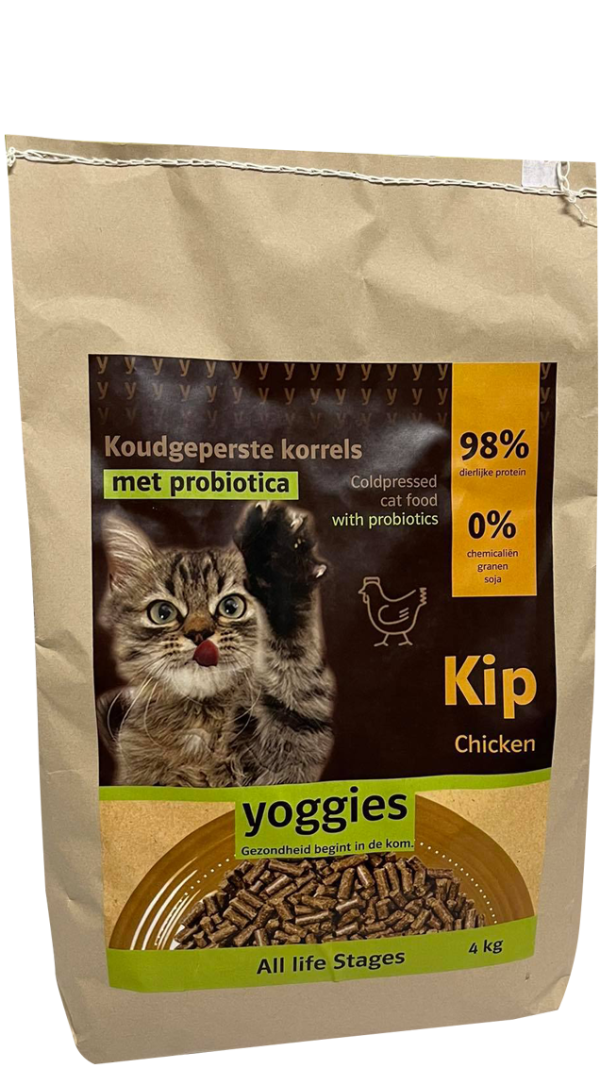 y y y y y y y y y y y y y y y y
y y y y y y y y y y y y y y y y
Koudgeperste korrels
met probiotica
Coldpressed
cat food
with probiotics
98%
dierlijke protein
0%
chemicaliën
granen
soja
Kip
Chicken
yoggies
Gezondheid begint in de kom.
All life Stages
4 kg